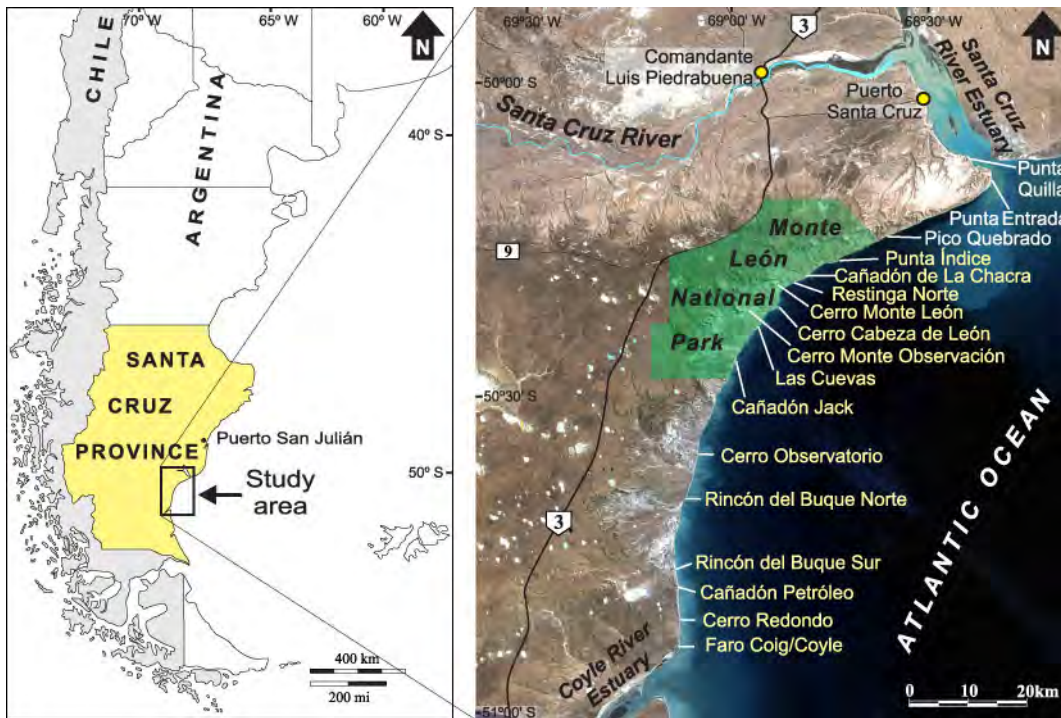 70° W
65° W
60° W
N
CHILE
ARGENTINA
40° S
SANTA
CRUZ
PROVINCE
Puerto San Julián
50° S
Study
area
400 km
200 mi
69°30' W
69°00' W
68°30' W
3
N
Comandante
Luis Piedrabuena
50°00' S
Puerto
Santa Cruz
Santa Cruz
River Estuary
Santa Cruz River
Punta
Quilla
Punta Entrada
Pico Quebrado
9
Monte
León
National
Park
Punta Índice
Cañadón de La Chacra
Restinga Norte
Cerro Monte León
Cerro Cabeza de León
Cerro Monte Observación
Las Cuevas
50°30' S
Cañadón Jack
Cerro Observatorio
Rincón del Buque Norte
3
ATLANTIC OCEAN
Rincón del Buque Sur
Cañadón Petróleo
Cerro Redondo
Faro Coig/Coyle
Coyle River
Estuary
51°00' S
0 10 20km